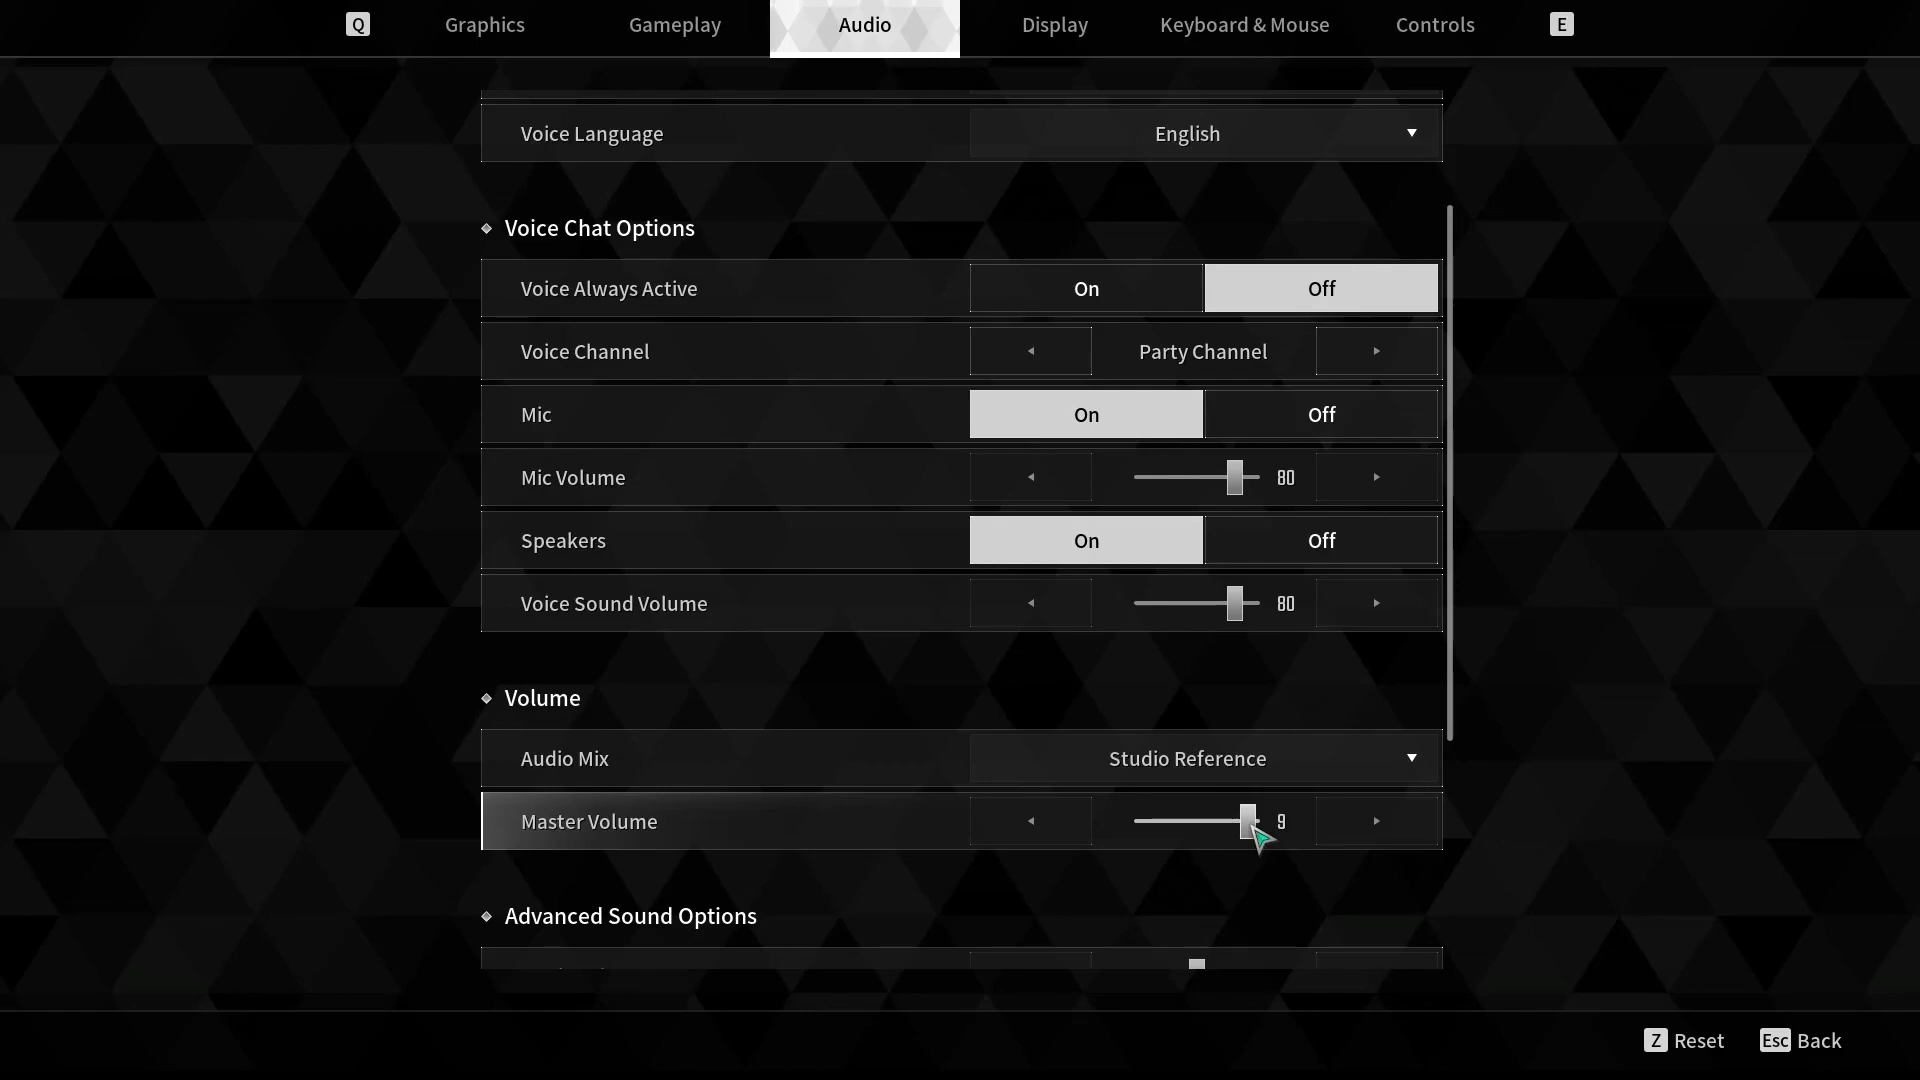 Q Graphics Gameplay Audio Display Keyboard & Mouse Controls E
Voice Language English
Voice Chat Options
Voice Always Active On Off
Voice Channel Party Channel
Mic On Off
Mic Volume 80
Speakers On Off
Voice Sound Volume 80
Volume
Audio Mix Studio Reference
Master Volume 9
Advanced Sound Options
Z Reset Esc Back